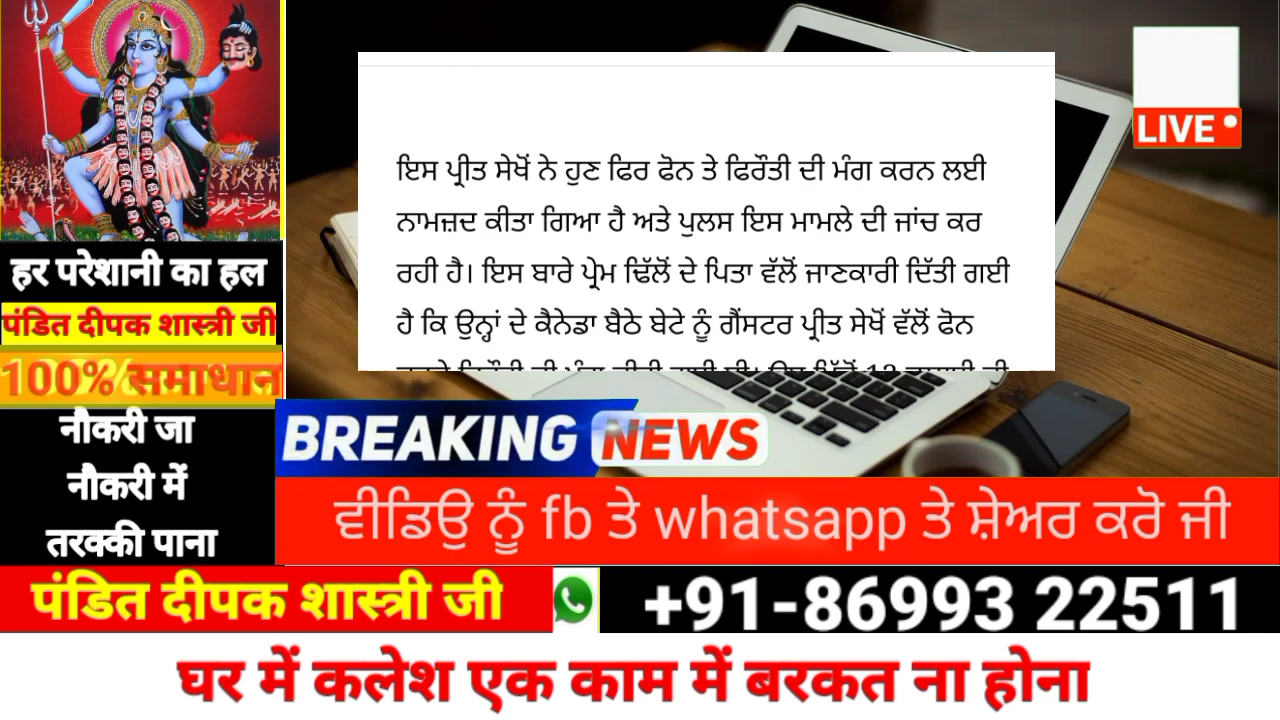 हर परेशानी का हल
पंडित दीपक शास्त्री जी
100% समाधान
नौकरी जा
नौकरी में
तरक्की पाना
ਇਸ ਪ੍ਰੀਤ ਸੇਖੋਂ ਨੇ ਹੁਣ ਫਿਰ ਫੋਨ ਤੇ ਫਿਰੌਤੀ ਦੀ ਮੰਗ ਕਰਨ ਲਈ
ਨਾਮਜ਼ਦ ਕੀਤਾ ਗਿਆ ਹੈ ਅਤੇ ਪੁਲਸ ਇਸ ਮਾਮਲੇ ਦੀ ਜਾਂਚ ਕਰ
ਰਹੀ ਹੈ। ਇਸ ਬਾਰੇ ਪ੍ਰੇਮ ਢਿੱਲੋਂ ਦੇ ਪਿਤਾ ਵੱਲੋਂ ਜਾਣਕਾਰੀ ਦਿੱਤੀ ਗਈ
ਹੈ ਕਿ ਉਨ੍ਹਾਂ ਦੇ ਕੈਨੇਡਾ ਬੈਠੇ ਬੇਟੇ ਨੂੰ ਗੈਂਸਟਰ ਪ੍ਰੀਤ ਸੇਖੋਂ ਵੱਲੋਂ ਫੋਨ
LIVE
BREAKING NEWS
ਵੀਡਿਉ ਨੂੰ fb ਤੇ whatsapp ਤੇ ਸ਼ੇਅਰ ਕਰੋ ਜੀ
पंडित दीपक शास्त्री जी +91-86993 22511
घर में कलेश एक काम में बरकत ना होना